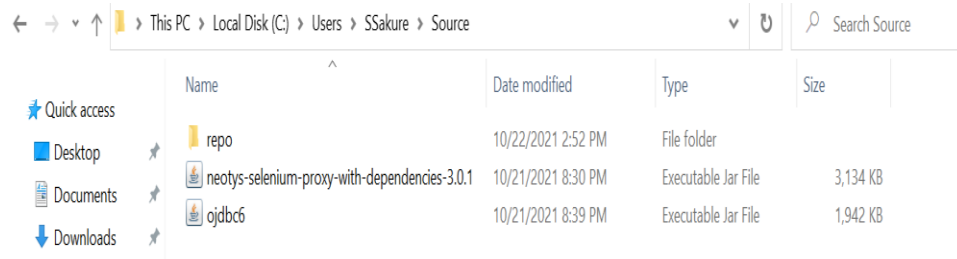 This PC > Local Disk (C:) > Users > SSakure > Source
Search Source
Name Date modified Type Size
Quick access
Desktop
Documents
Downloads
repo 10/22/2021 2:52 PM File folder
neotys-selenium-proxy-with-dependencies-3.0.1 10/21/2021 8:30 PM Executable Jar File 3,134 KB
ojdbc6 10/21/2021 8:39 PM Executable Jar File 1,942 KB